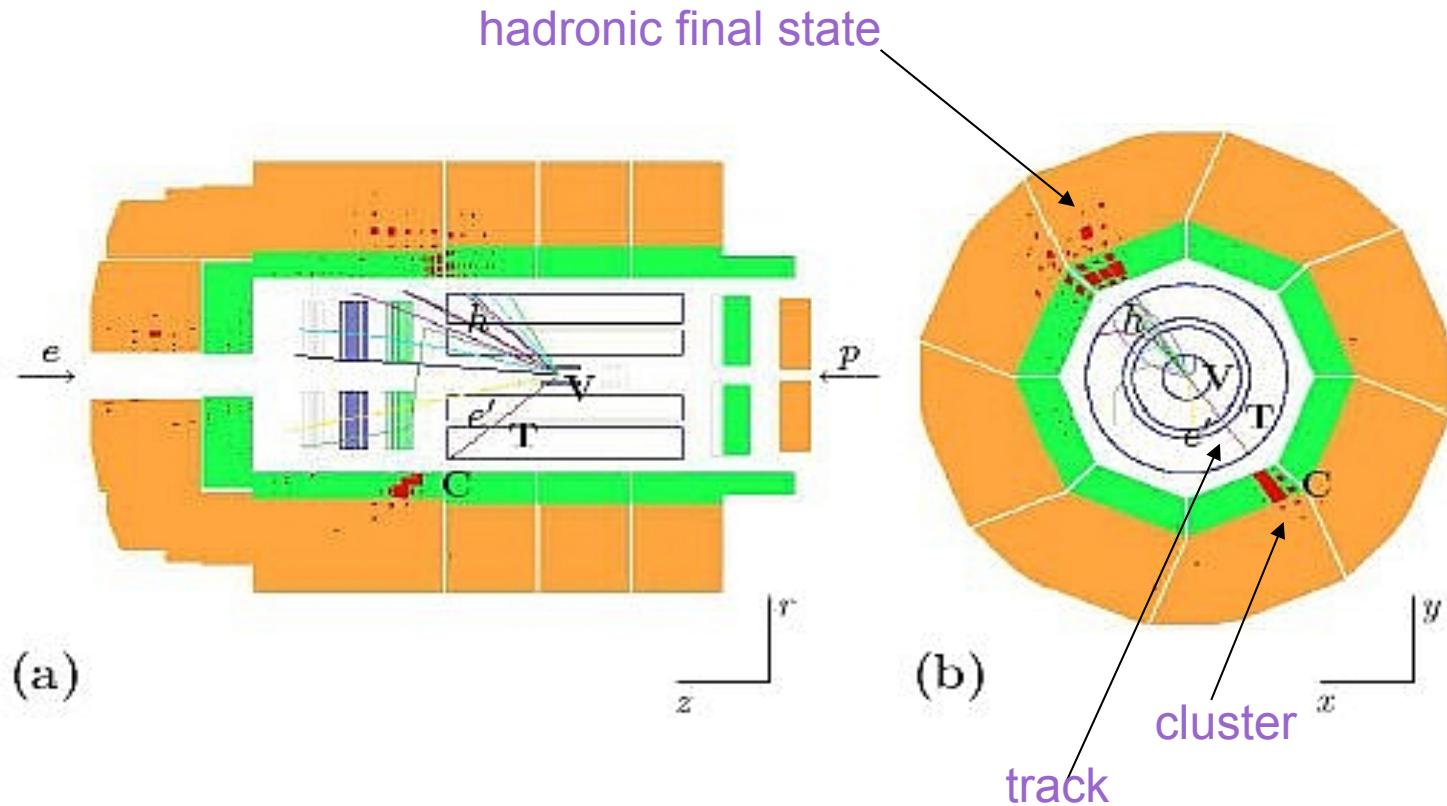 hadronic final state
h
e
p
V
e′
T
C
r
z
(a)
h
V
T
e′
C
y
x
(b)
cluster
track